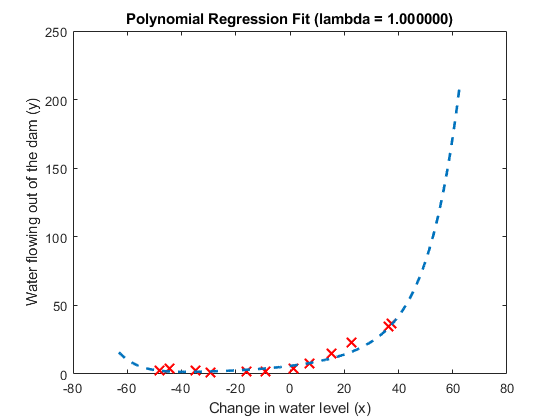 Polynomial Regression Fit (lambda = 1.000000)
250
200
150
100
50
0
Water flowing out of the dam (y)
-80 -60 -40 -20 0 20 40 60 80
Change in water level (x)